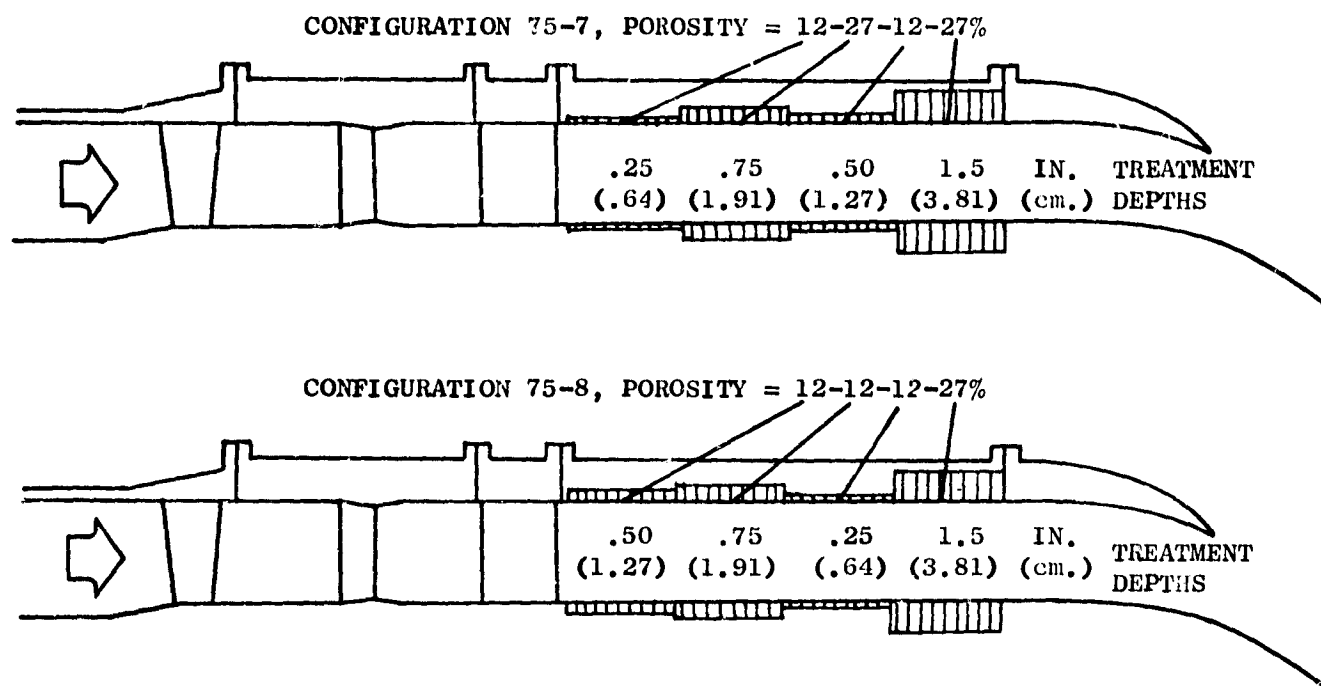 CONFIGURATION 75-7, POROSITY = 12-27-12-27%
.25 .75 .50 1.5 IN. TREATMENT
(.64) (1.91) (1.27) (3.81) (cm.) DEPTHS
CONFIGURATION 75-8, POROSITY = 12-12-12-27%
.50 .75 .25 1.5 IN. TREATMENT
(1.27) (1.91) (.64) (3.81) (cm.) DEPTHS